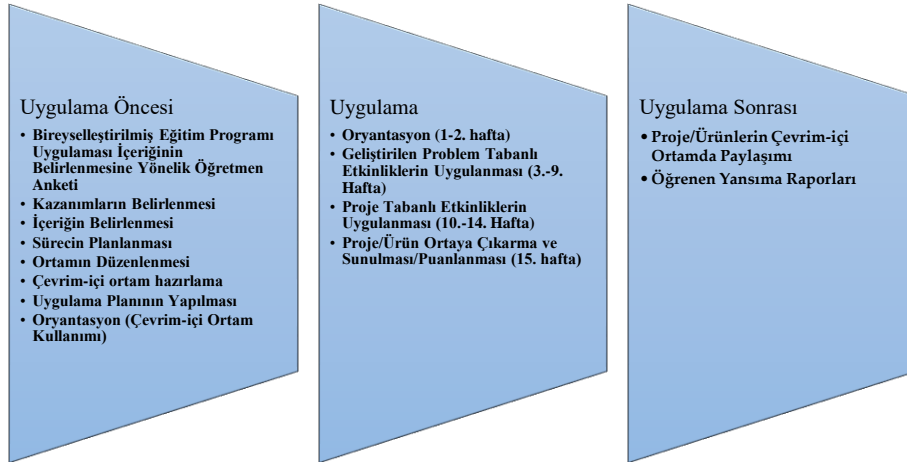 Uygulama Öncesi
• Bireyselleştirilmiş Eğitim Programı
Uygulaması İçeriğinin
Belirlenmesine Yönelik Öğretmen
Anketi
• Kazanımların Belirlenmesi
• İçeriğin Belirlenmesi
• Sürecin Planlanması
• Ortamın Düzenlenmesi
• Çevrim-içi ortam hazırlama
• Uygulama Planının Yapılması
• Oryantasyon (Çevrim-içi Ortam
Kullanımı)
Uygulama
• Oryantasyon (1-2. hafta)
• Geliştirilen Problem Tabanlı
Etkinliklerin Uygulanması (3.-9.
Hafta)
• Proje Tabanlı Etkinliklerin
Uygulanması (10.-14. Hafta)
• Proje/Ürün Ortaya Çıkarma ve
Sunulması/Puanlanması (15. hafta)
Uygulama Sonrası
• Proje/Ürünlerin Çevrim-içi
Ortamda Paylaşımı
• Öğrenen Yansıma Raporları